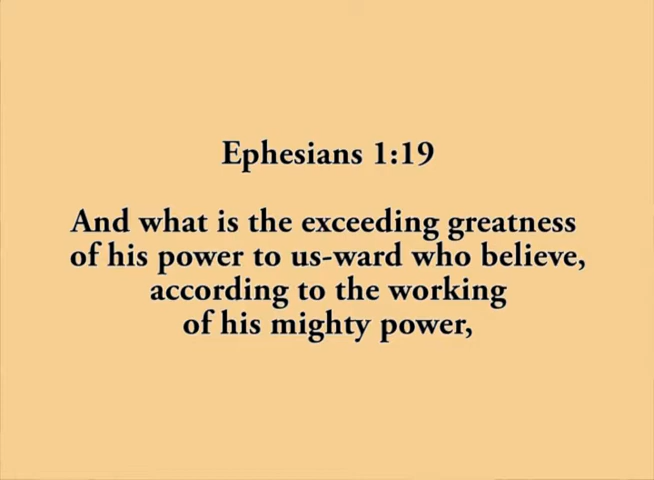 Ephesians 1:19
And what is the exceeding greatness
of his power to us-ward who believe,
according to the working
of his mighty power,